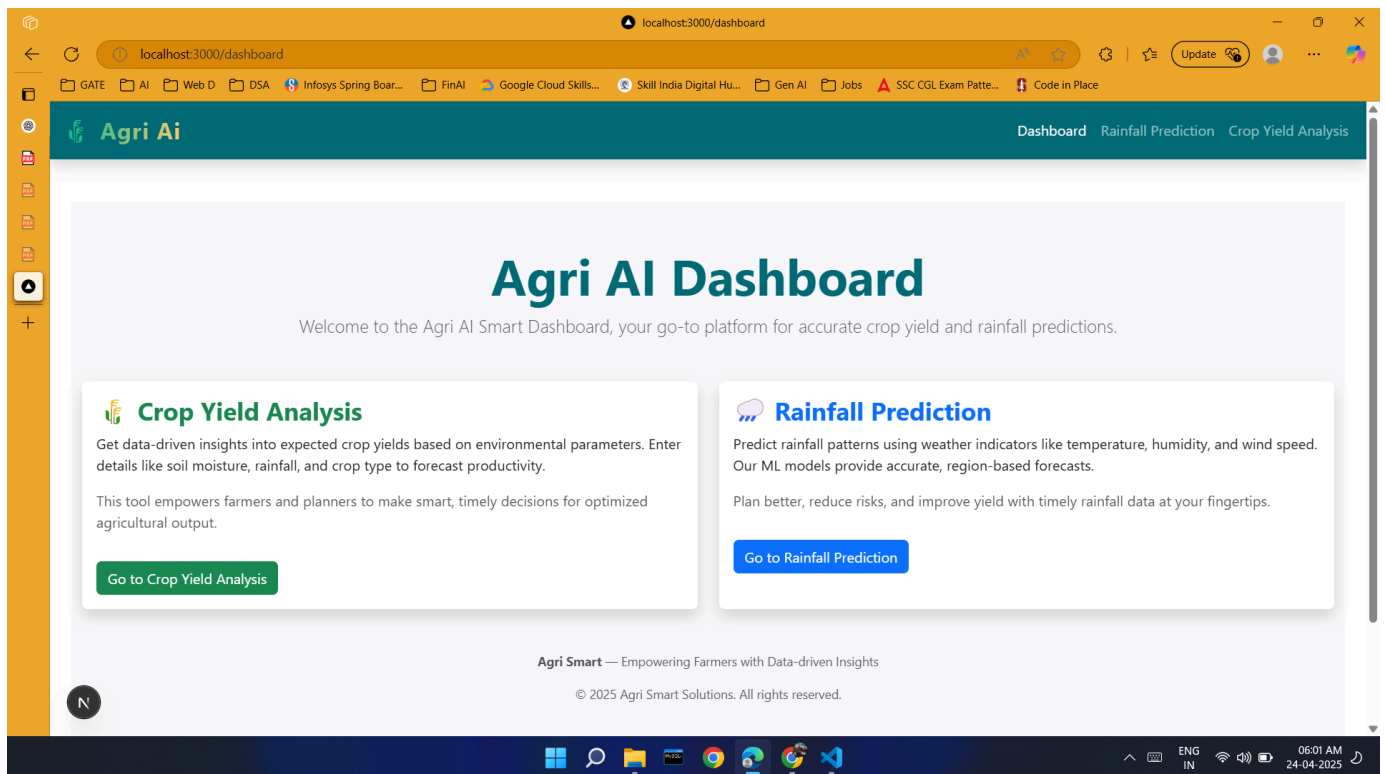 localhost:3000/dashboard
localhost:3000/dashboard
Update
GATE AI Web D DSA Infosys Spring Boar... FinAI Google Cloud Skills... Skill India Digital Hu... Gen AI Jobs SSC CGL Exam Patte... Code in Place
Agri Ai
Dashboard Rainfall Prediction Crop Yield Analysis
Agri AI Dashboard
Welcome to the Agri AI Smart Dashboard, your go-to platform for accurate crop yield and rainfall predictions.
Crop Yield Analysis
Get data-driven insights into expected crop yields based on environmental parameters. Enter
details like soil moisture, rainfall, and crop type to forecast productivity.
This tool empowers farmers and planners to make smart, timely decisions for optimized
agricultural output.
Go to Crop Yield Analysis
Rainfall Prediction
Predict rainfall patterns using weather indicators like temperature, humidity, and wind speed.
Our ML models provide accurate, region-based forecasts.
Plan better, reduce risks, and improve yield with timely rainfall data at your fingertips.
Go to Rainfall Prediction
Agri Smart — Empowering Farmers with Data-driven Insights
© 2025 Agri Smart Solutions. All rights reserved.
N
ENG
IN
06:01 AM
24-04-2025